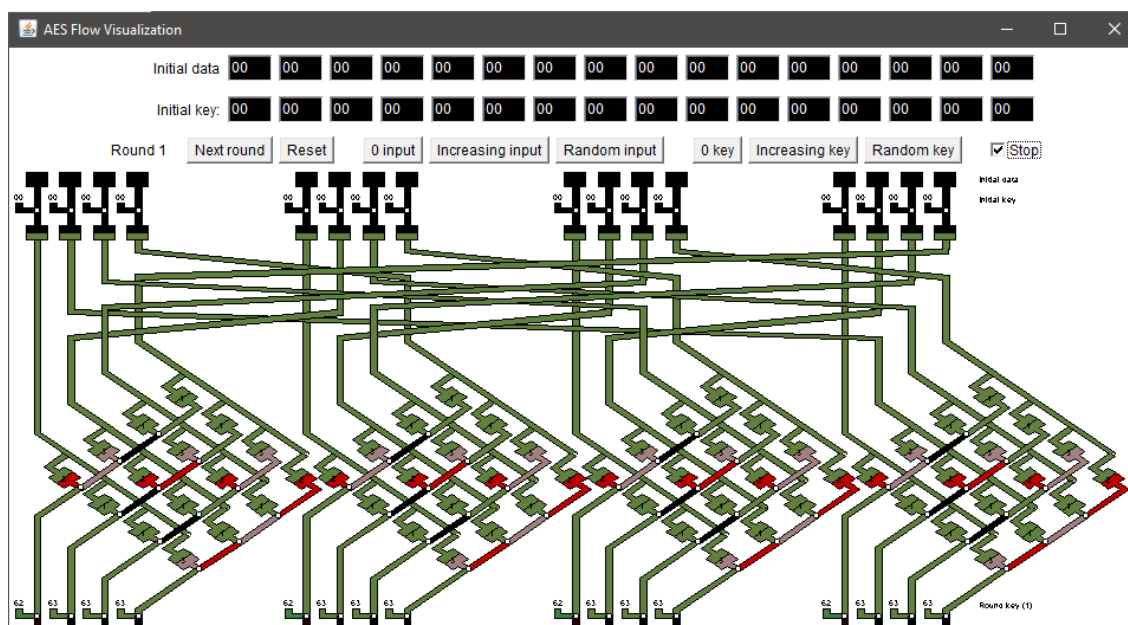 AES Flow Visualization
Initial data 00 00 00 00 00 00 00 00 00 00 00 00 00 00 00 00
Initial key: 00 00 00 00 00 00 00 00 00 00 00 00 00 00 00 00
Round 1 Next round Reset 0 input Increasing input Random input 0 key Increasing key Random key Stop
Initial data
00 00 00 00 00 00 00 00 00 00 00 00 00 00 00 00 Initial key
62 63 63 63 62 63 63 63 62 63 63 63 62 63 63 63 Round key (1)